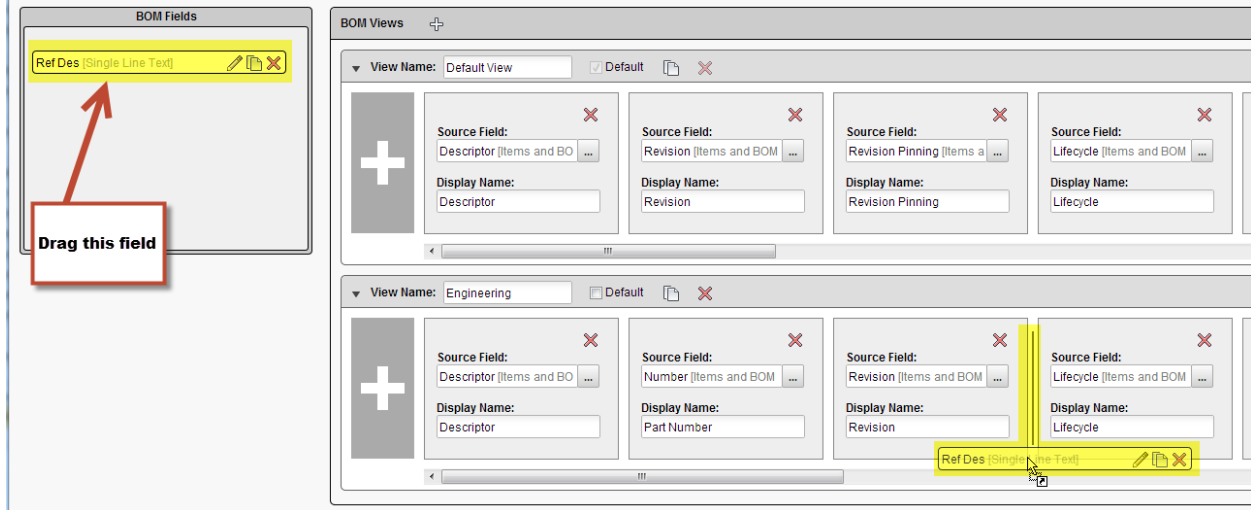 BOM Fields
Ref Des [Single Line Text]
Drag this field
BOM Views
View Name: Default View Default
Source Field: Source Field: Source Field: Source Field:
Descriptor [Items and BO ... Revision [Items and BOM ... Revision Pinning [Items a ... Lifecycle [Items and BOM ...
Display Name: Display Name: Display Name: Display Name:
Descriptor Revision Revision Pinning Lifecycle
View Name: Engineering Default
Source Field: Source Field: Source Field: Source Field:
Descriptor [Items and BO ... Number [Items and BOM ... Revision [Items and BOM ... Lifecycle [Items and BOM ...
Display Name: Display Name: Display Name: Display Name:
Descriptor Part Number Revision Lifecycle
Ref Des [Single Line Text]